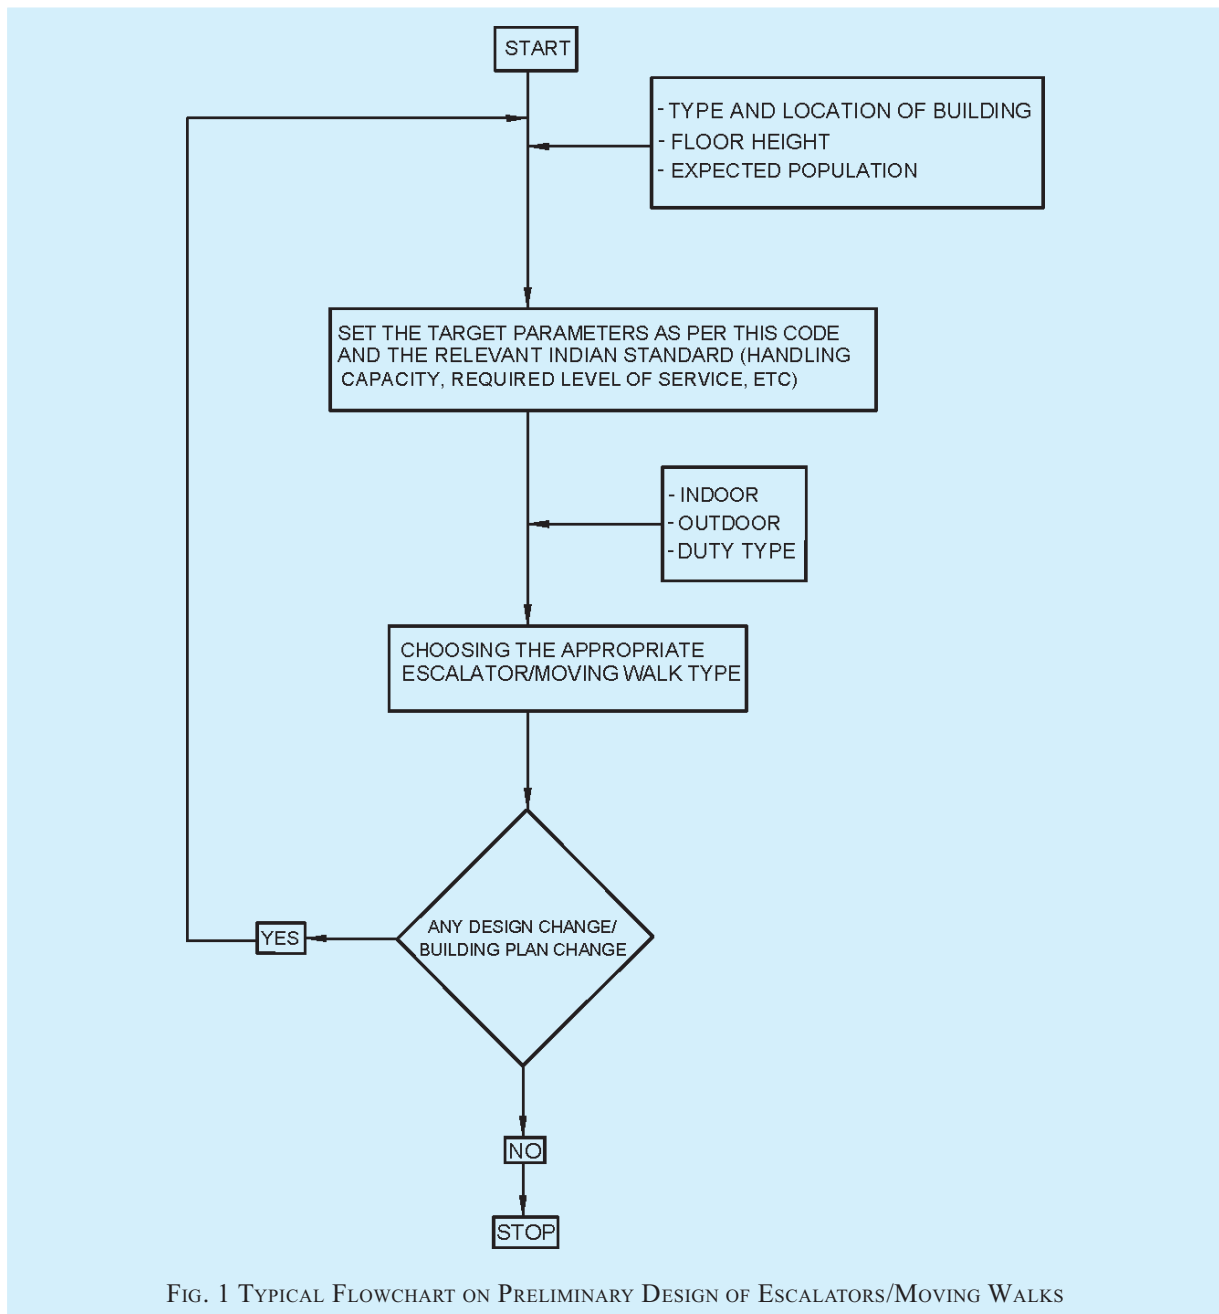 START
- TYPE AND LOCATION OF BUILDING
- FLOOR HEIGHT
- EXPECTED POPULATION
SET THE TARGET PARAMETERS AS PER THIS CODE
AND THE RELEVANT INDIAN STANDARD (HANDLING
CAPACITY, REQUIRED LEVEL OF SERVICE, ETC)
- INDOOR
- OUTDOOR
- DUTY TYPE
CHOOSING THE APPROPRIATE
ESCALATOR/MOVING WALK TYPE
ANY DESIGN CHANGE/
BUILDING PLAN CHANGE
YES
NO
STOP
FIG. 1 TYPICAL FLOWCHART ON PRELIMINARY DESIGN OF ESCALATORS/MOVING WALKS